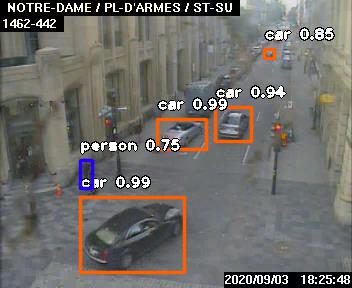 NOTRE-DAME / PL-D'ARMES / ST-SU
1462-442
car 0.85
car 0.94
car 0.99
person 0.75
car 0.99
2020/09/03 18:25:48